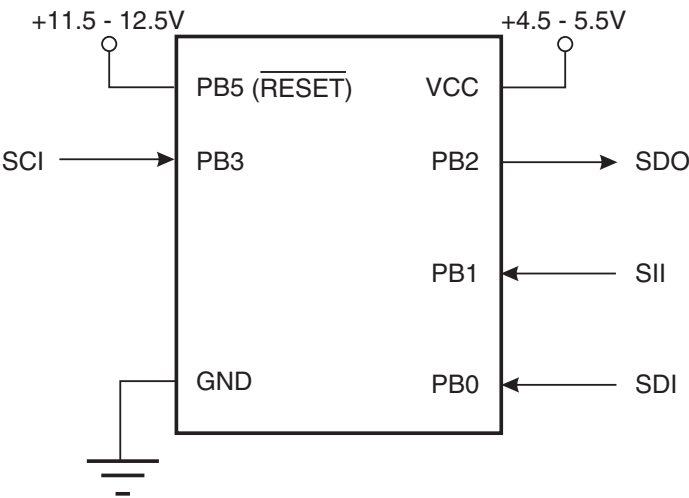 +11.5 - 12.5V
+4.5 - 5.5V
PB5 (RESET)
VCC
SCI
PB3
PB2
SDO
PB1
SII
GND
PB0
SDI